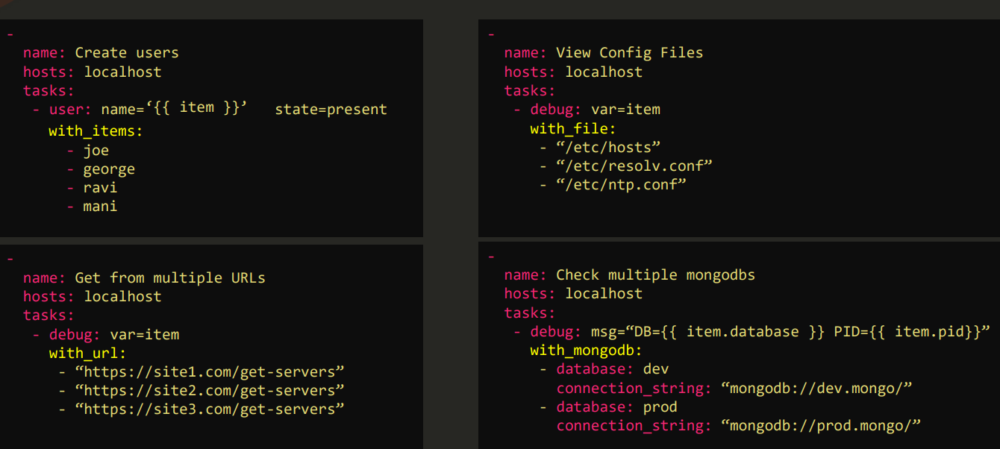 -
name: Create users
hosts: localhost
tasks:
- user: name=‘{{ item }}’ state=present
with_items:
- joe
- george
- ravi
- mani
-
name: View Config Files
hosts: localhost
tasks:
- debug: var=item
with_file:
- “/etc/hosts”
- “/etc/resolv.conf”
- “/etc/ntp.conf”
-
name: Get from multiple URLs
hosts: localhost
tasks:
- debug: var=item
with_url:
- “https://site1.com/get-servers”
- “https://site2.com/get-servers”
- “https://site3.com/get-servers”
-
name: Check multiple mongodbs
hosts: localhost
tasks:
- debug: msg=“DB={{ item.database }} PID={{ item.pid}}”
with_mongodb:
- database: dev
connection_string: “mongodb://dev.mongo/”
- database: prod
connection_string: “mongodb://prod.mongo/”